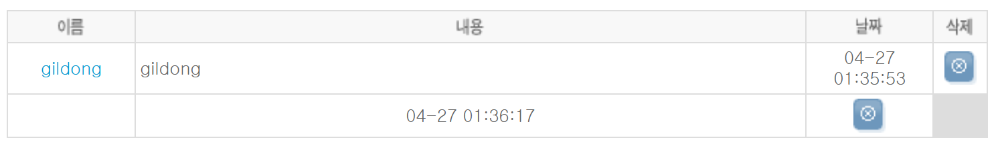 이름 내용 날짜 삭제
gildong gildong 04-27
01:35:53
04-27 01:36:17